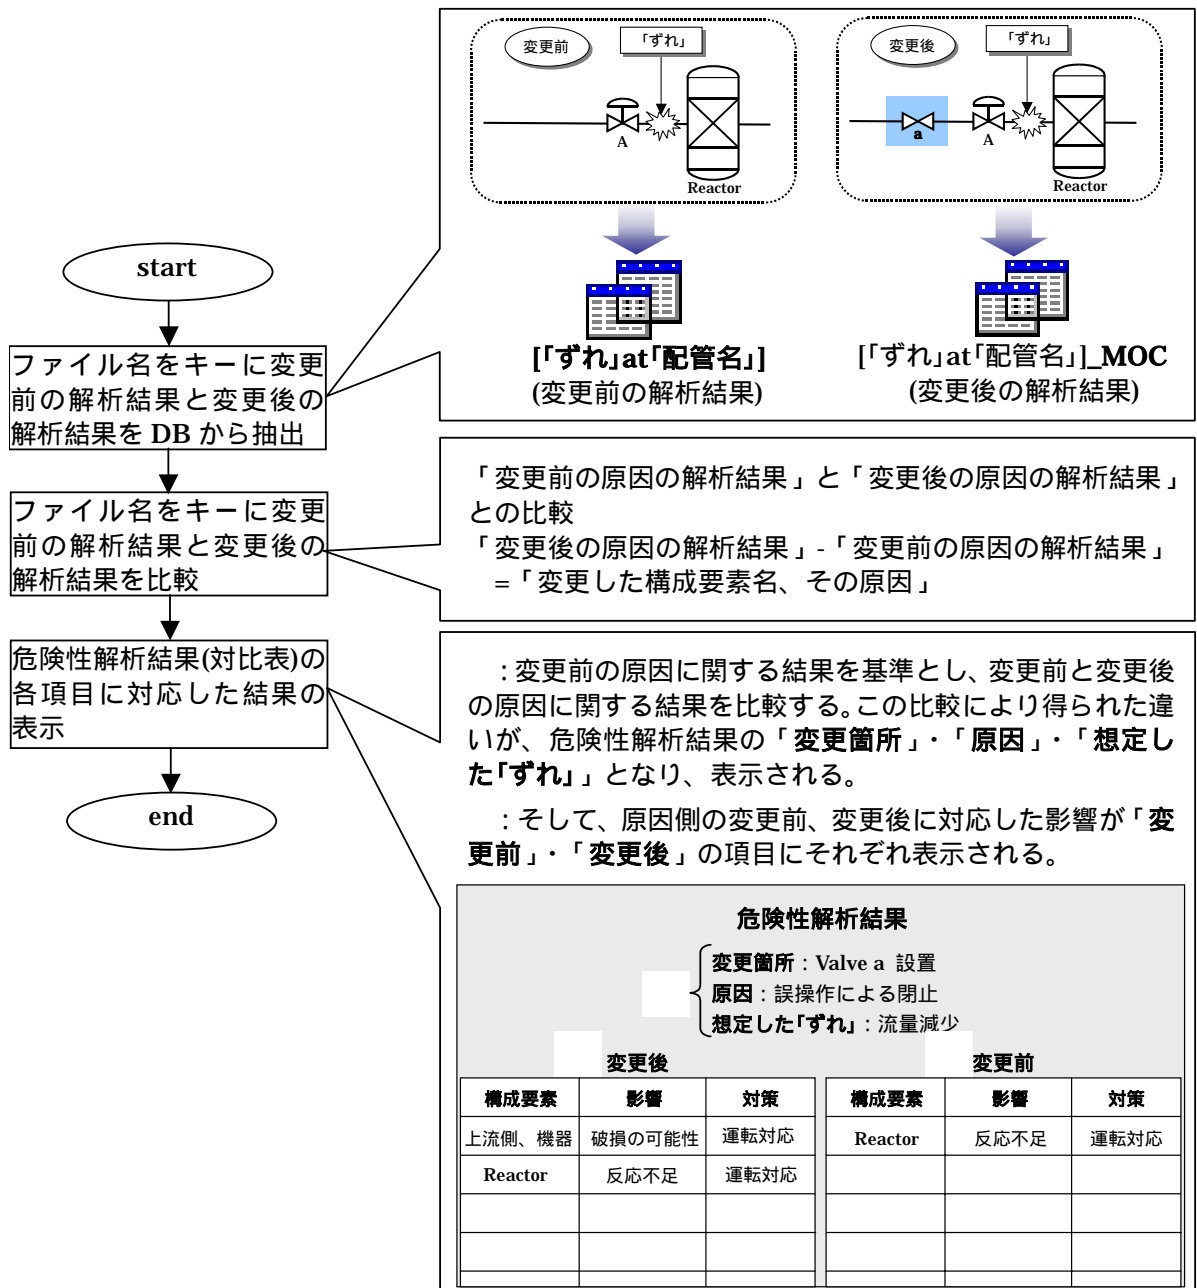 変更前
「ずれ」
A
Reactor
変更後
「ずれ」
a
A
Reactor
[「ずれ」at「配管名」]
(変更前の解析結果)
[「ずれ」at「配管名」]_MOC
(変更後の解析結果)
start
ファイル名をキーに変更
前の解析結果と変更後の
解析結果を DB から抽出
ファイル名をキーに変更
前の解析結果と変更後の
解析結果を比較
危険性解析結果(対比表)の
各項目に対応した結果の
表示
end
「変更前の原因の解析結果」と「変更後の原因の解析結果」
との比較
「変更後の原因の解析結果」-「変更前の原因の解析結果」
=「変更した構成要素名、その原因」
:変更前の原因に関する結果を基準とし、変更前と変更後
の原因に関する結果を比較する。この比較により得られた違
いが、危険性解析結果の「変更箇所」・「原因」・「想定し
た「ずれ」」となり、表示される。
:そして、原因側の変更前、変更後に対応した影響が「変
更前」・「変更後」の項目にそれぞれ表示される。
危険性解析結果
変更箇所:Valve a 設置
原因:誤操作による閉止
想定した「ずれ」:流量減少
変更後
変更前
構成要素 影響 対策 構成要素 影響 対策
上流側、機器 破損の可能性 運転対応 Reactor 反応不足 運転対応
Reactor 反応不足 運転対応